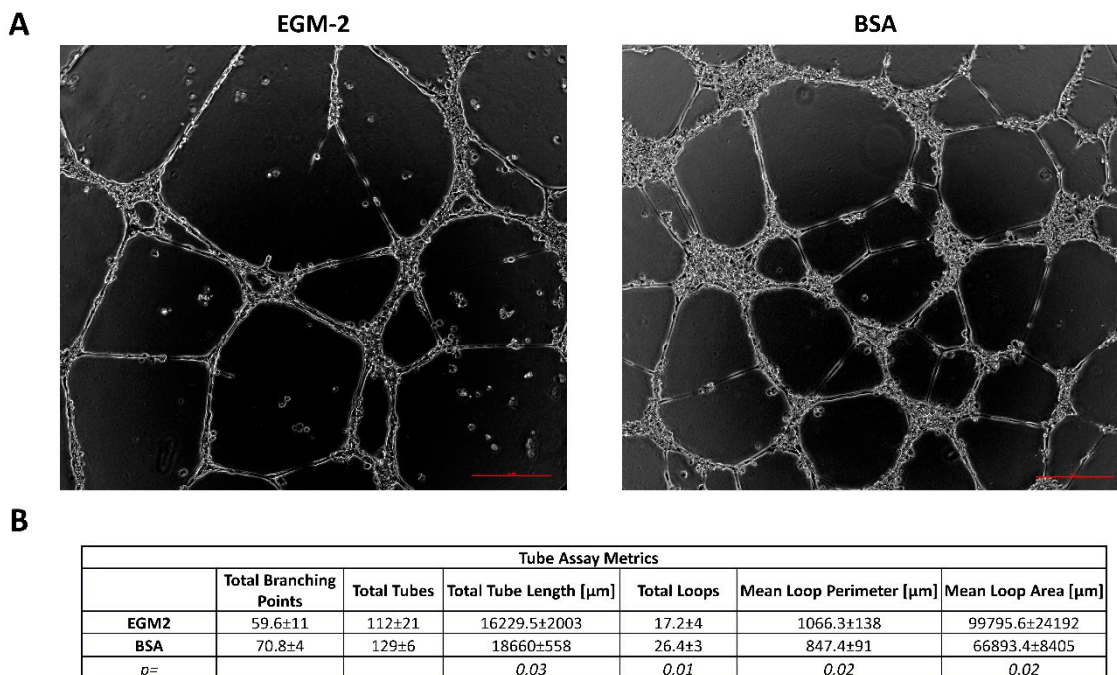 A
EGM-2
BSA
B
Tube Assay Metrics
Total Branching Points
Total Tubes
Total Tube Length [µm]
Total Loops
Mean Loop Perimeter [µm]
Mean Loop Area [µm]
EGM2 59.6±11 112±21 16229.5±2003 17.2±4 1066.3±138 99795.6±24192
BSA 70.8±4 129±6 18660±558 26.4±3 847.4±91 66893.4±8405
p= 0.03 0.01 0.02 0.02